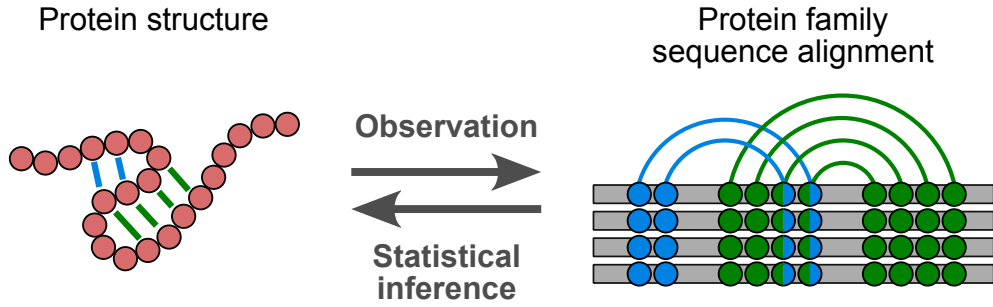 Protein structure
Protein family
sequence alignment
Observation
Statistical
inference